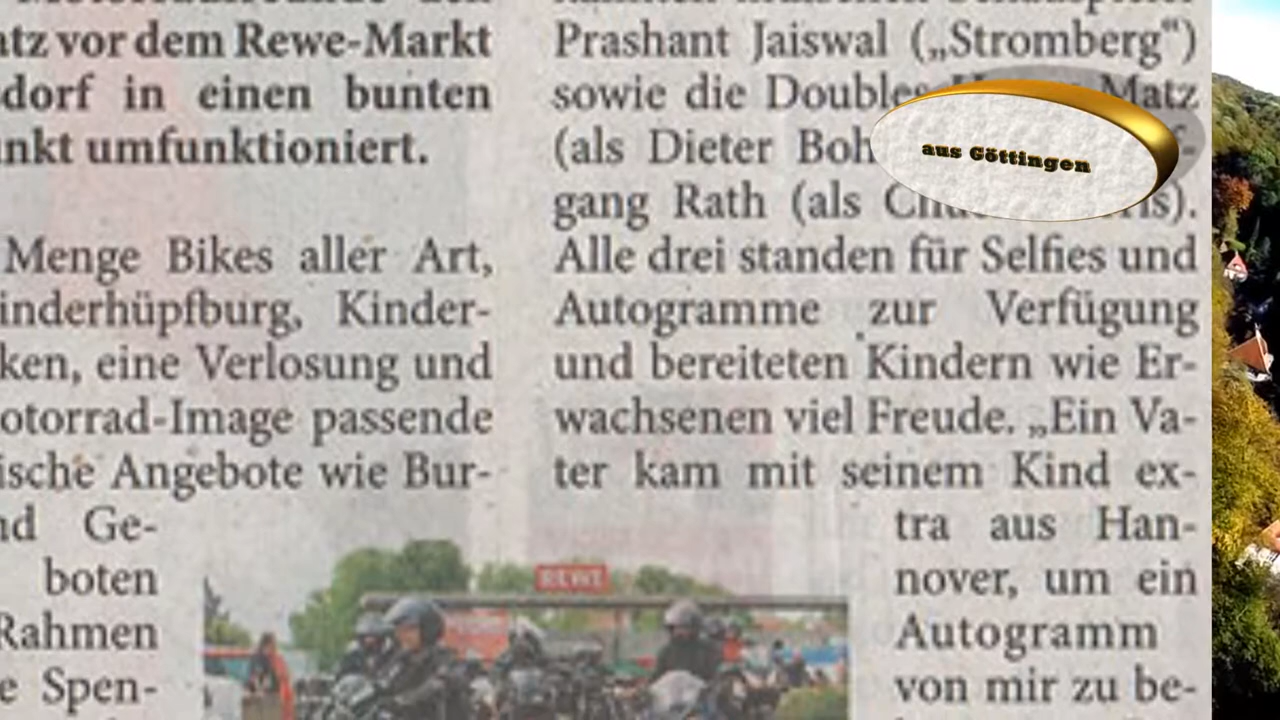 atz vor dem Rewe-Markt
dorf in einen bunten
nkt umfunktioniert.
Menge Bikes aller Art,
inderhüpfburg, Kinder-
ken, eine Verlosung und
otorrad-Image passende
ische Angebote wie Bur-
nd Ge-
boten
Rahmen
e Spen-
REWE
Prashant Jaiswal („Stromberg“)
sowie die Doubles Matz
(als Dieter Boh
gang Rath (als
Alle drei standen für Selfies und
Autogramme zur Verfügung
und bereiteten Kindern wie Er-
wachsenen viel Freude. „Ein Va-
ter kam mit seinem Kind ex-
tra aus Han-
nover, um ein
Autogramm
von mir zu be-
aus Göttingen